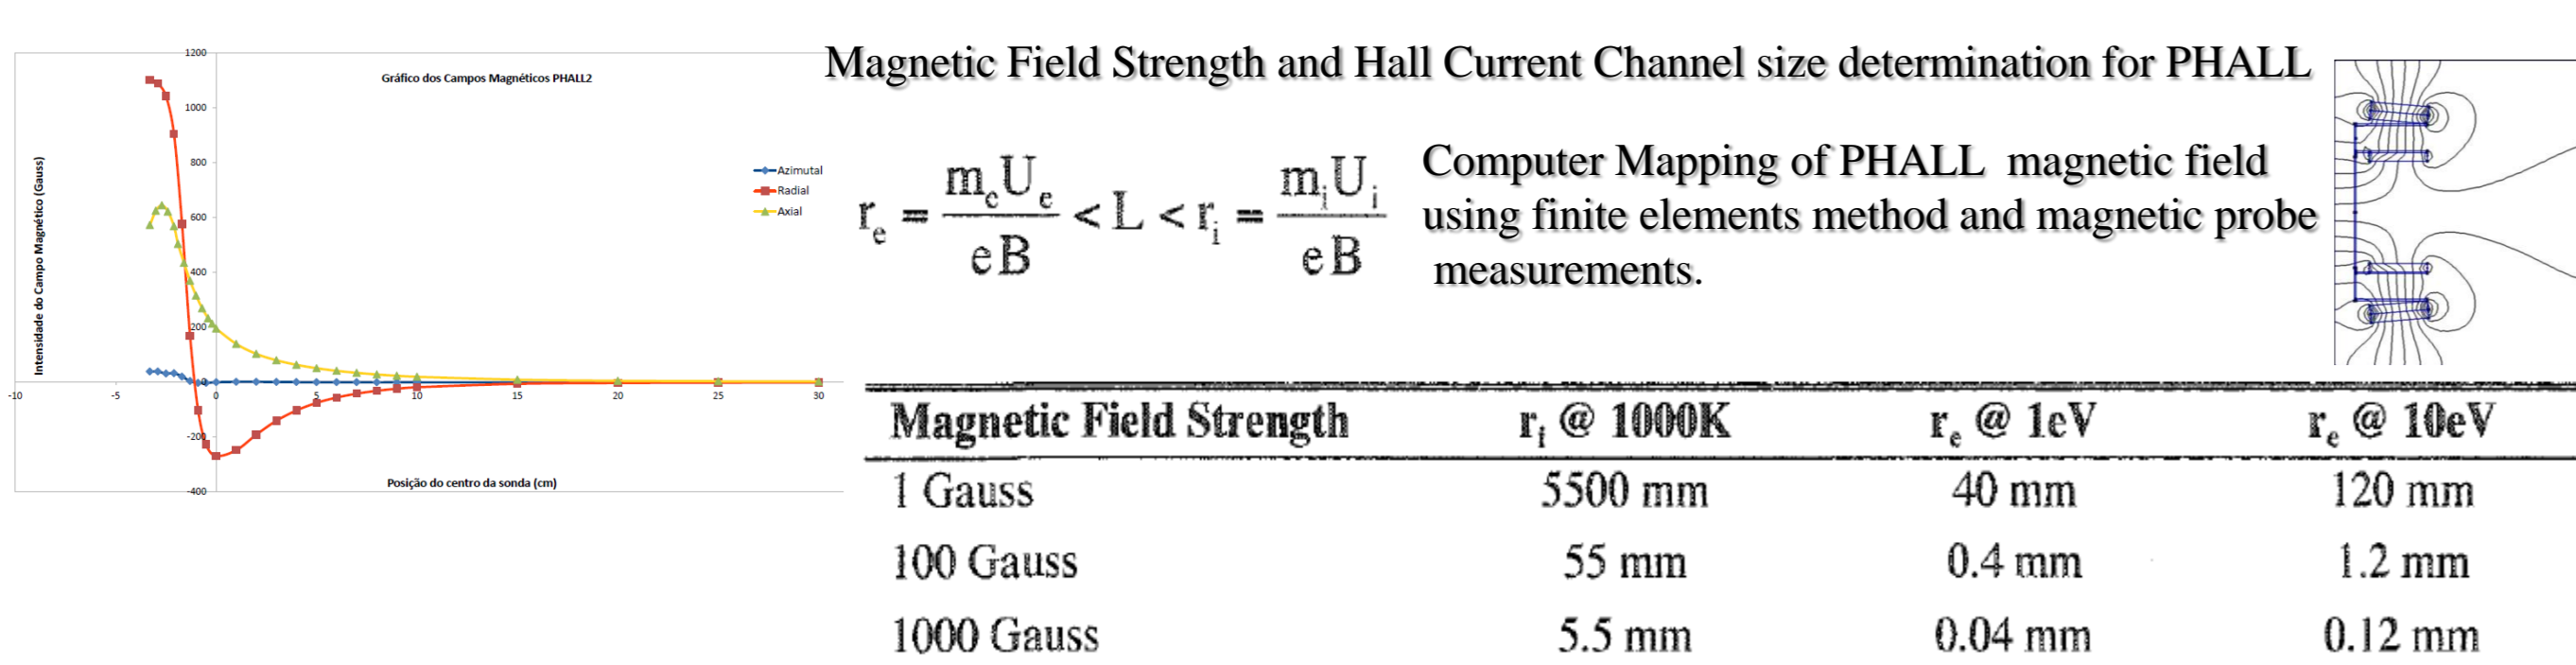 Magnetic Field Strength and Hall Current Channel size determination for PHALL
Gráfico dos Campos Magnéticos PHALL2
Intensidade do Campo Magnético (Gauss)
1200
1000
800
600
400
200
0
-200
-400
-10
-5
0
5
10
15
20
25
30
Posição do centro da sonda (cm)
Azimutal
Radial
Axial
r_e = m_e U_e / e B < L < r_i = m_i U_i / e B
Computer Mapping of PHALL magnetic field
using finite elements method and magnetic probe
measurements.
Magnetic Field Strength r_i @ 1000K r_e @ 1eV r_e @ 10eV
1 Gauss 5500 mm 40 mm 120 mm
100 Gauss 55 mm 0.4 mm 1.2 mm
1000 Gauss 5.5 mm 0.04 mm 0.12 mm